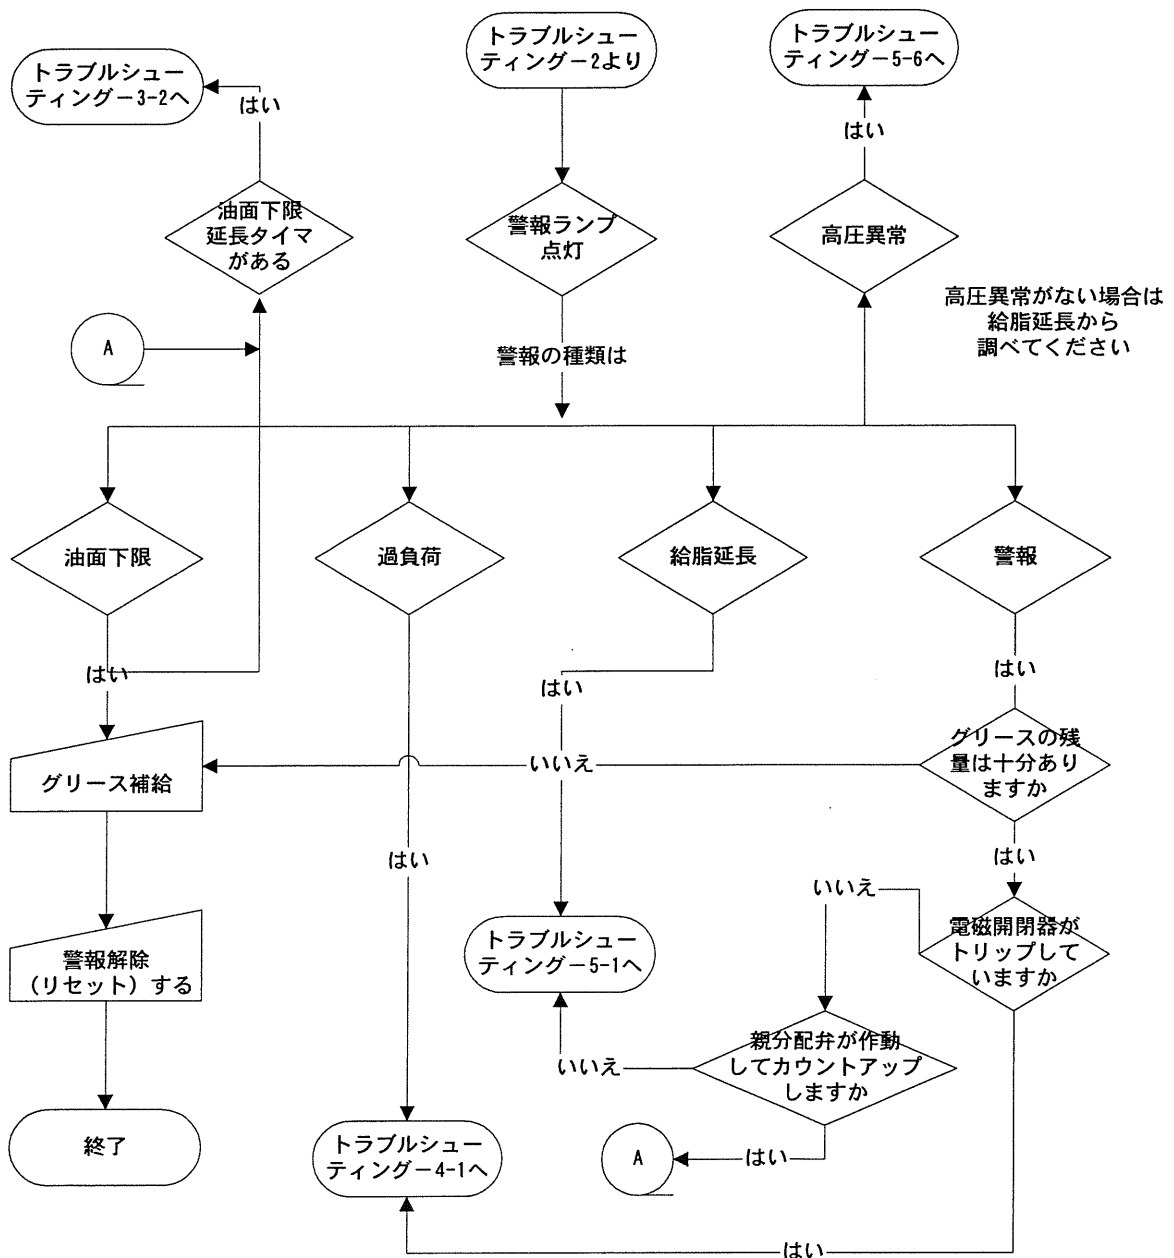 トラブルシュー
ティング－2より
トラブルシュー
ティング－5-6へ
トラブルシュー
ティング－3-2へ
はい
はい
油面下限
延長タイマ
がある
警報ランプ
点灯
高圧異常
高圧異常がない場合は
給脂延長から
調べてください
A
警報の種類は
油面下限
過負荷
給脂延長
警報
はい
はい
はい
グリース補給
いいえ
グリースの残
量は十分あり
ますか
はい
はい
いいえ
警報解除
（リセット）する
トラブルシュー
ティング－5-1へ
電磁開閉器が
トリップして
いますか
いいえ
親分配弁が作動
してカウントアップ
しますか
終了
トラブルシュー
ティング－4-1へ
A
はい
はい